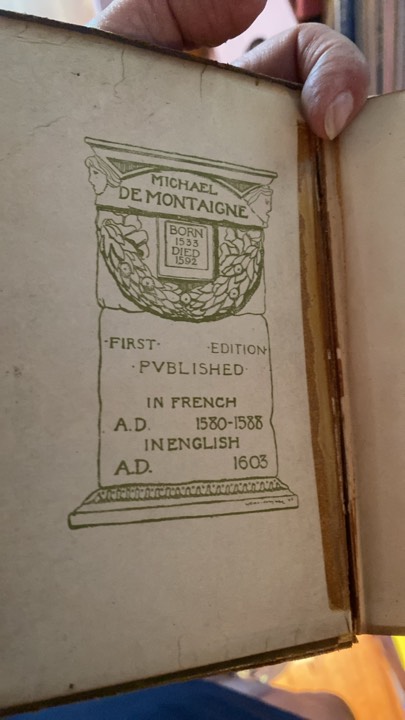 MICHAEL
DE MONTAIGNE
BORN
1533
DIED
1592
·FIRST· ·EDITION·
·PVBLISHED·
IN FRENCH
A.D. 1580-1588
IN ENGLISH
A.D. 1603